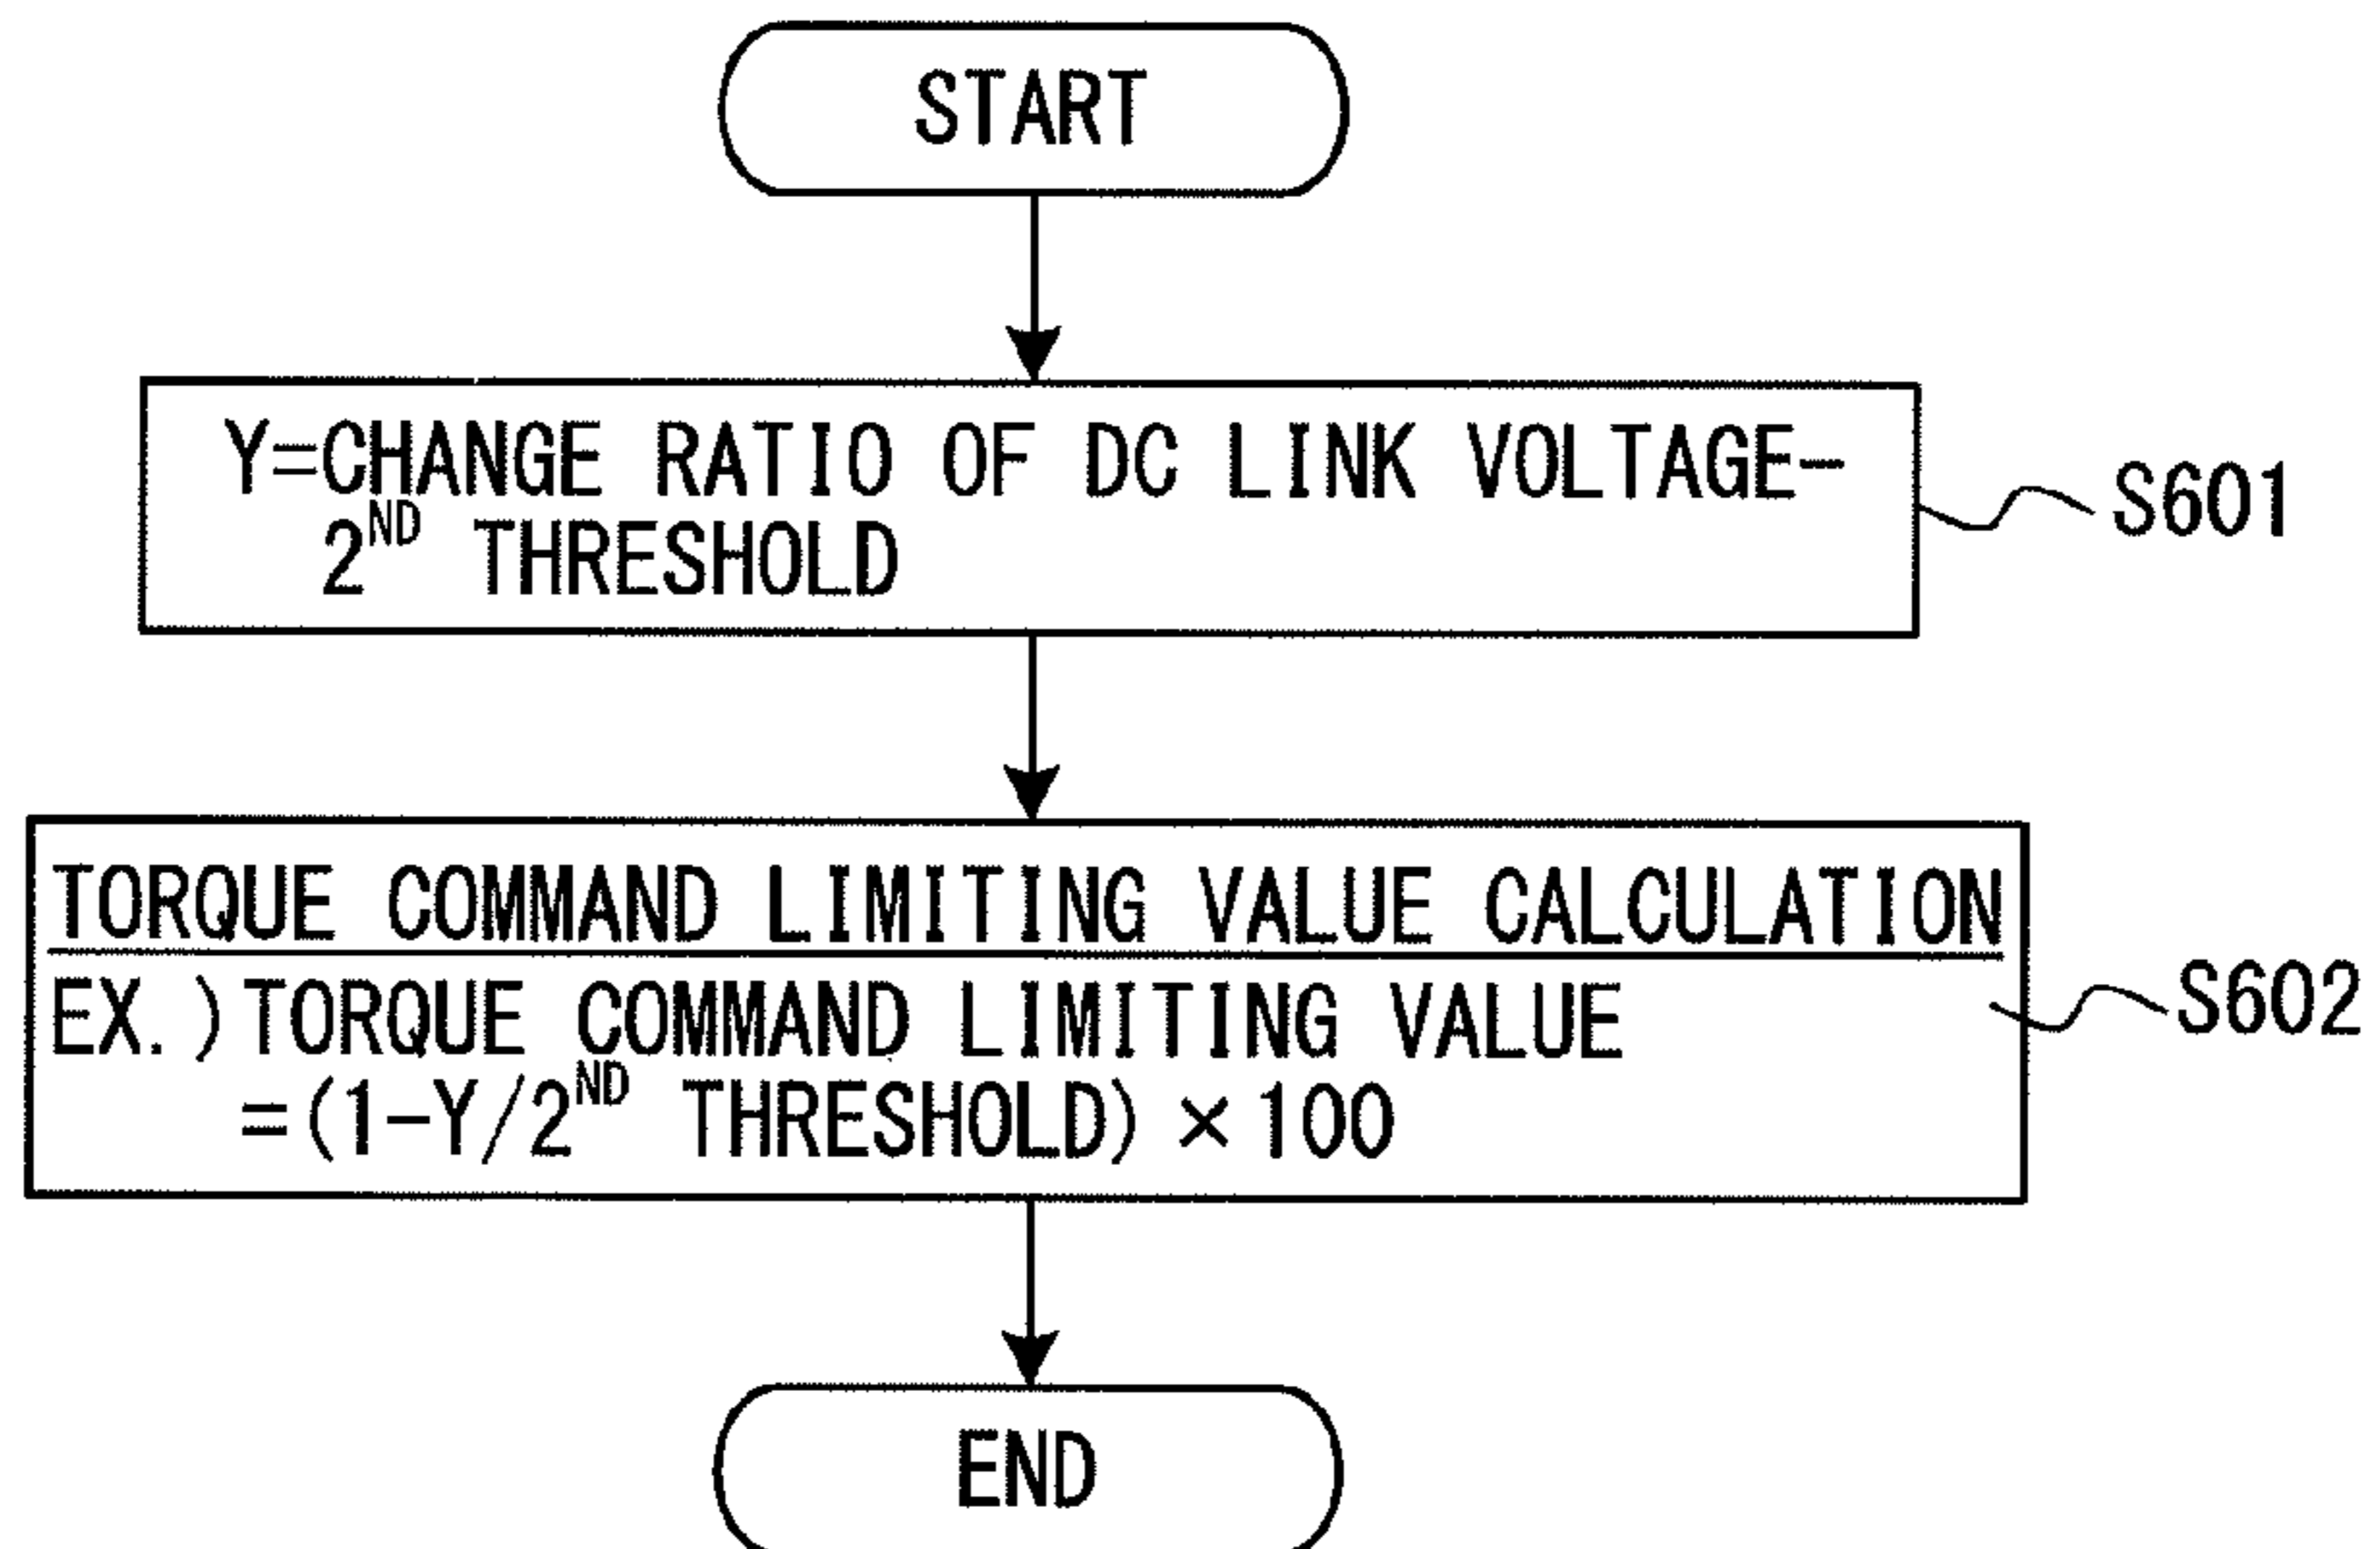 START
Y=CHANGE RATIO OF DC LINK VOLTAGE-
2ND THRESHOLD
S601
TORQUE COMMAND LIMITING VALUE CALCULATION
EX.)TORQUE COMMAND LIMITING VALUE
=(1-Y/2ND THRESHOLD)×100
S602
END